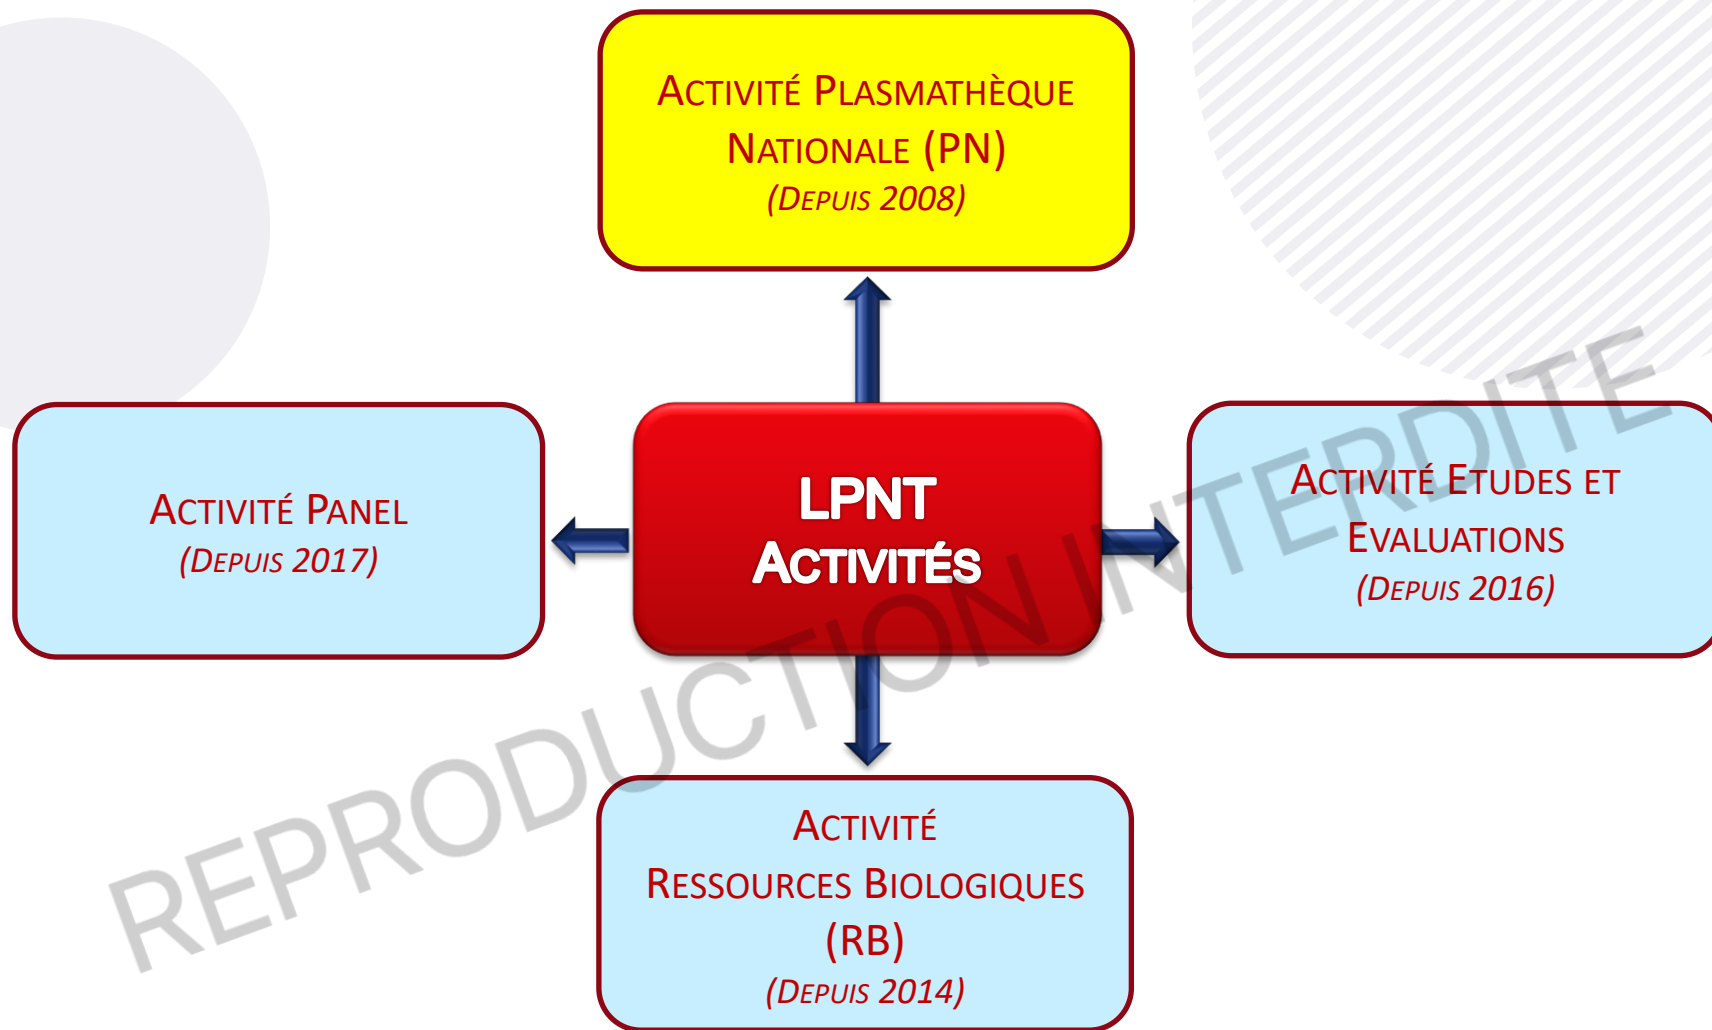 Activité Plasmathèque
Nationale (PN)
(Depuis 2008)
Activité Panel
(Depuis 2017)
LPNT
Activités
Activité Etudes et
Evaluations
(Depuis 2016)
Activité
Ressources Biologiques
(RB)
(Depuis 2014)
REPRODUCTION INTERDITE